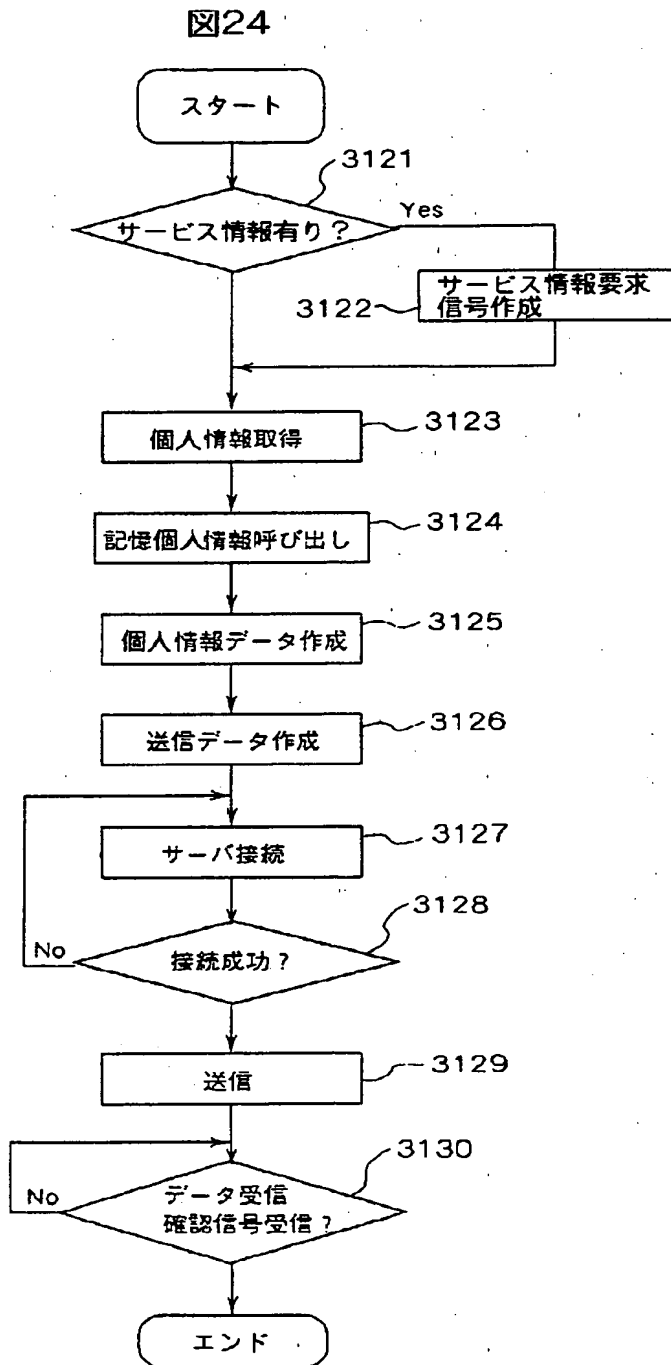 図24
スタート
3121
サービス情報有り?
Yes
3122
サービス情報要求
信号作成
個人情報取得
3123
記憶個人情報呼び出し
3124
個人情報データ作成
3125
送信データ作成
3126
サーバ接続
3127
3128
接続成功?
No
送信
3129
3130
データ受信
確認信号受信?
No
エンド